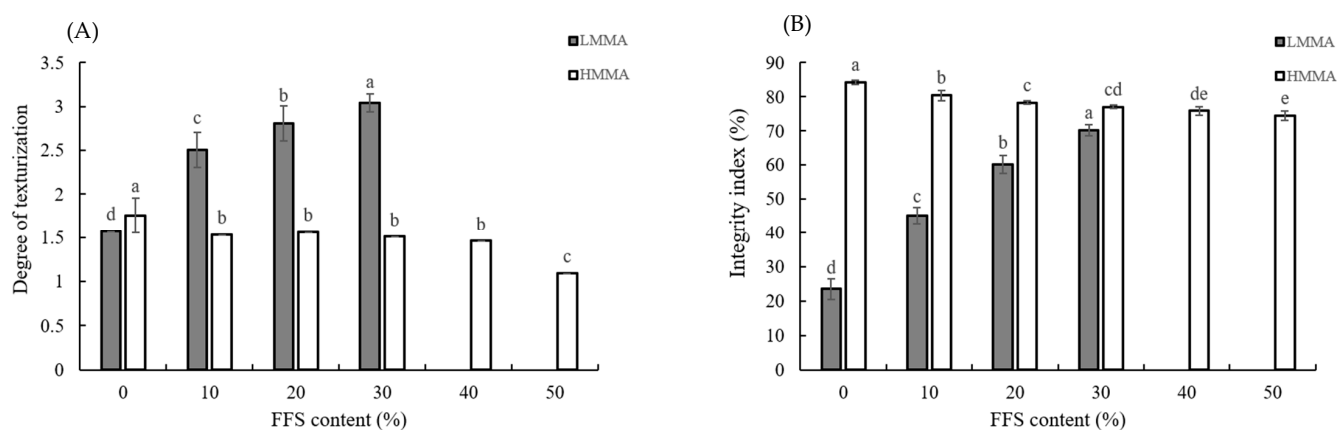 (A)
LMMA
HMMA
3.5
3
2.5
2
1.5
1
0.5
0
Degree of texturization
d
a
c
b
b
b
a
b
b
c
0 10 20 30 40 50
FFS content (%)
(B)
LMMA
HMMA
90
80
70
60
50
40
30
20
10
0
Integrity index (%)
d
a
c
b
b
c
a
cd
de
e
0 10 20 30 40 50
FFS content (%)